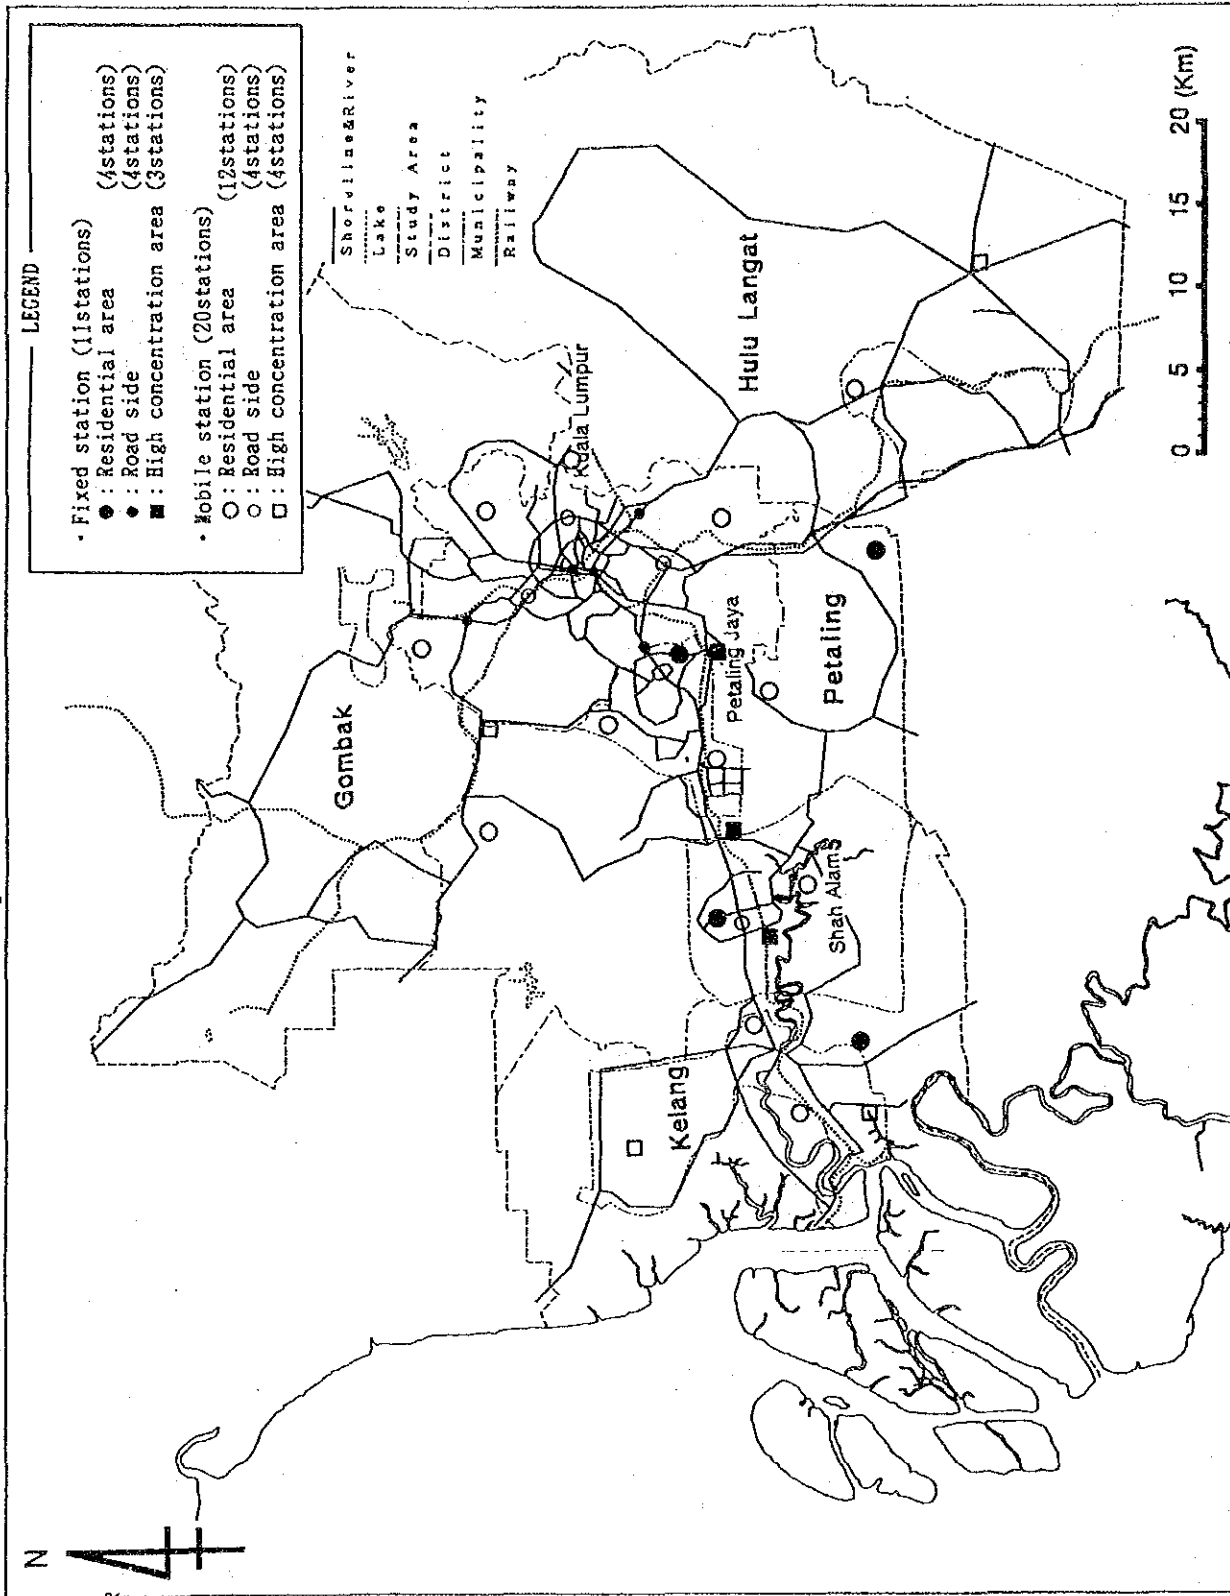 LEGEND
· Fixed station (11stations)
● : Residential area (4stations)
• : Road side (4stations)
■ : High concentration area (3stations)
· Mobile station (20stations)
○ : Residential area (12stations)
○ : Road side (4stations)
□ : High concentration area (4stations)
Shoreline&River
Lake
Study Area
District
Municipality
Railway
N
Gombak
Kuala Lumpur
Hulu Langat
Petaling Jaya
Petaling
Shah Alam
Kelang
0 5 10 15 20 (Km)